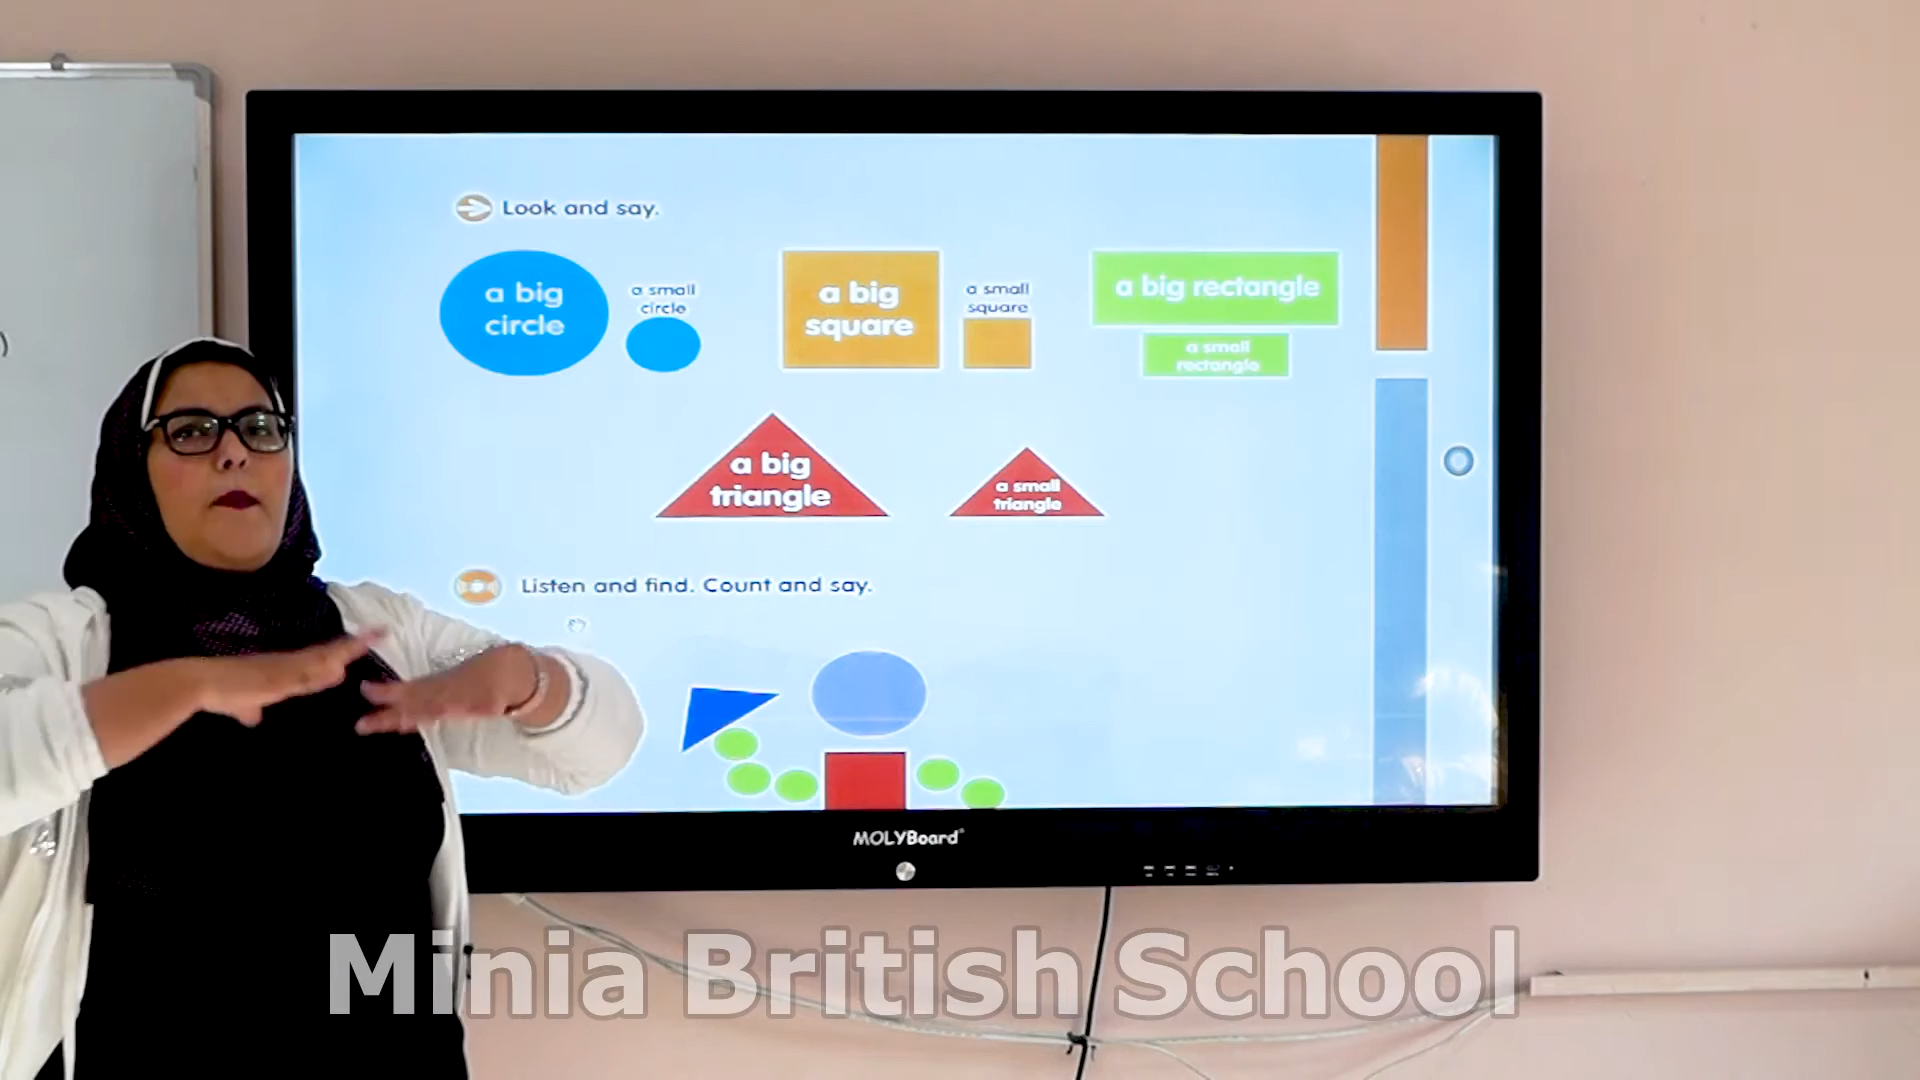 Look and say.
a big
circle
a small
circle
a big
square
a small
square
a big rectangle
a small
rectangle
a big
triangle
a small
triangle
Listen and find. Count and say.
MOLYBoard
Minia British School